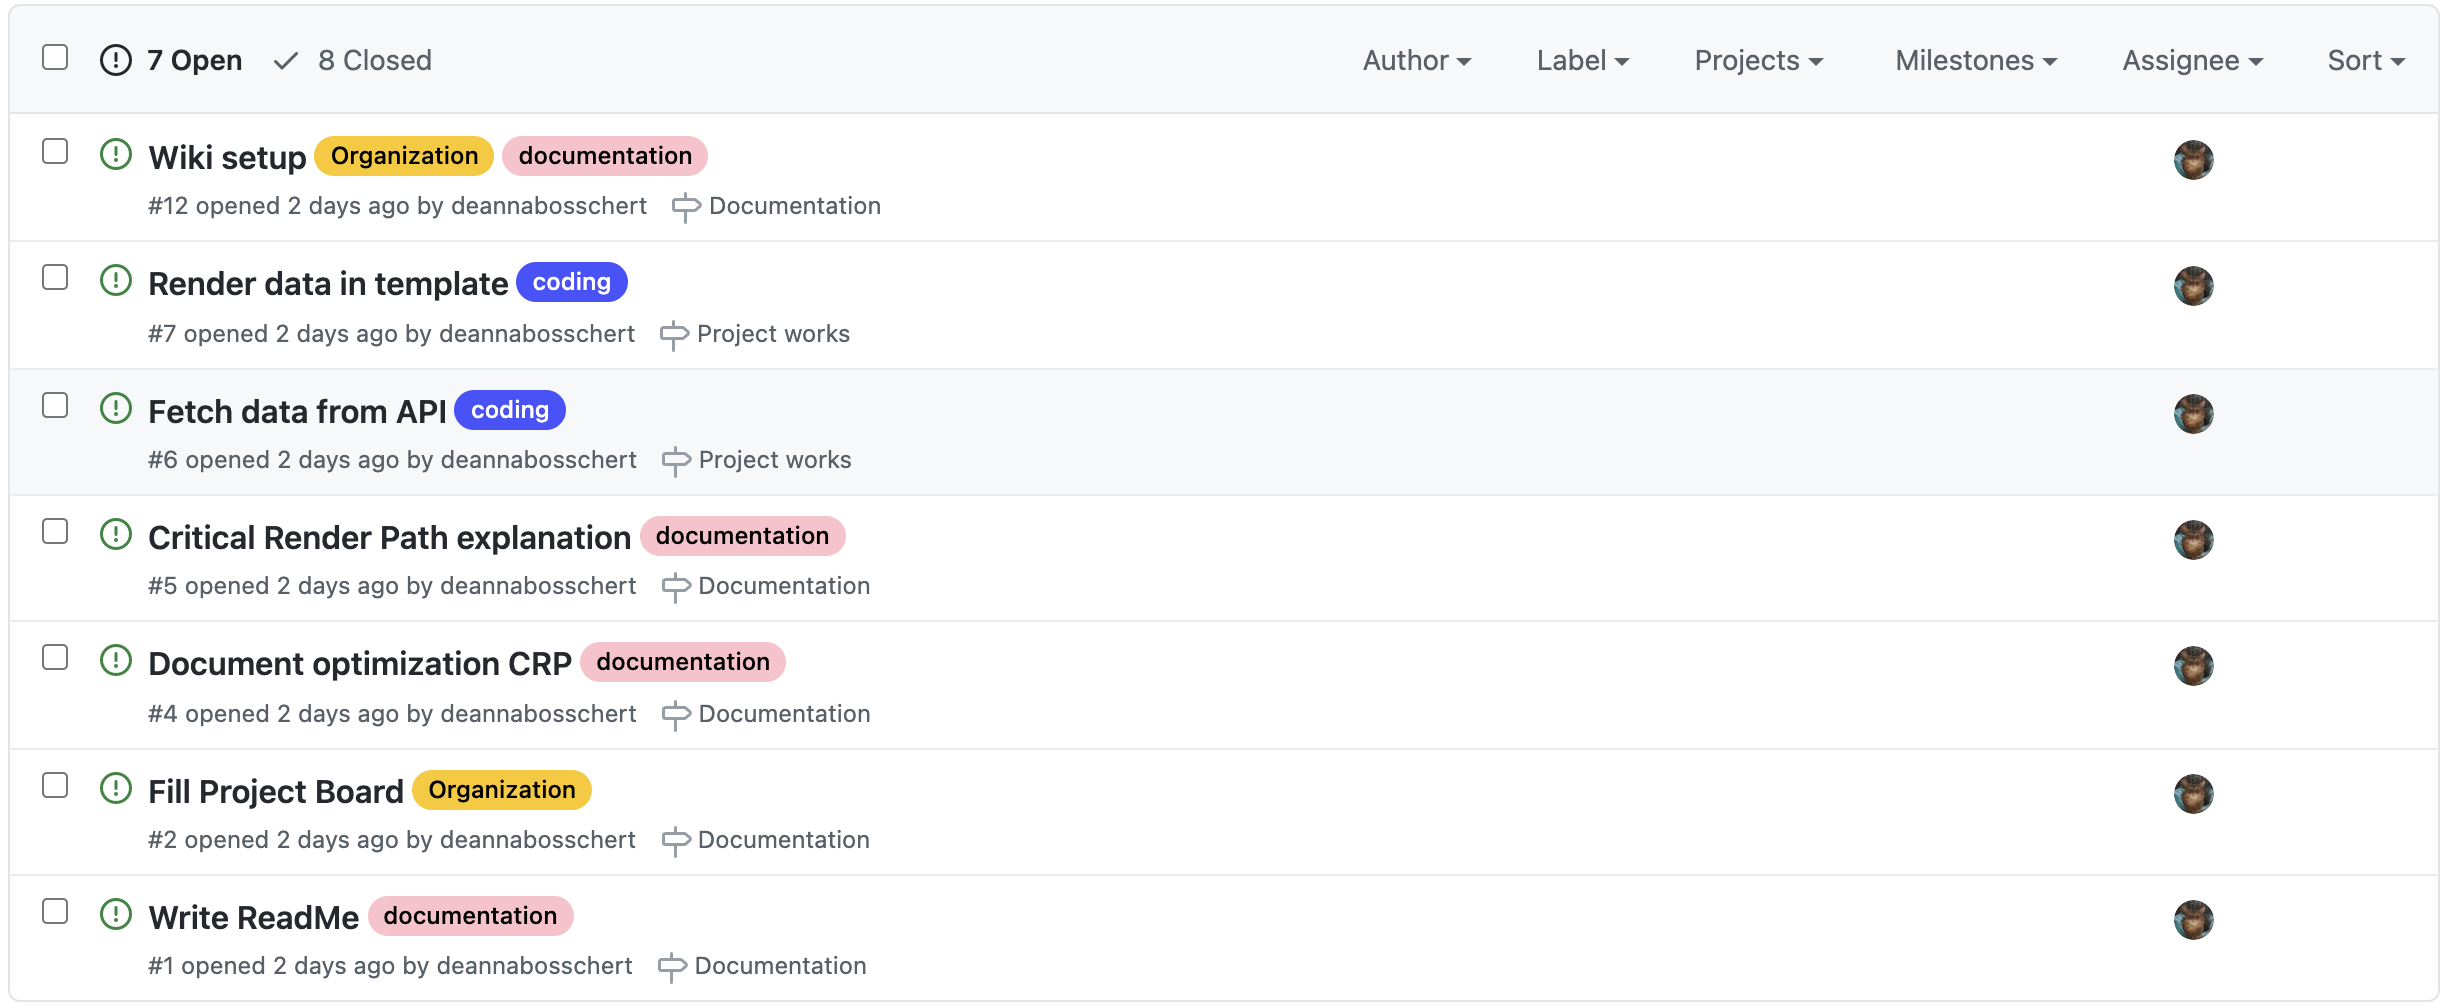 7 Open 8 Closed Author Label Projects Milestones Assignee Sort
Wiki setup Organization documentation
#12 opened 2 days ago by deannabosschert Documentation
Render data in template coding
#7 opened 2 days ago by deannabosschert Project works
Fetch data from API coding
#6 opened 2 days ago by deannabosschert Project works
Critical Render Path explanation documentation
#5 opened 2 days ago by deannabosschert Documentation
Document optimization CRP documentation
#4 opened 2 days ago by deannabosschert Documentation
Fill Project Board Organization
#2 opened 2 days ago by deannabosschert Documentation
Write ReadMe documentation
#1 opened 2 days ago by deannabosschert Documentation